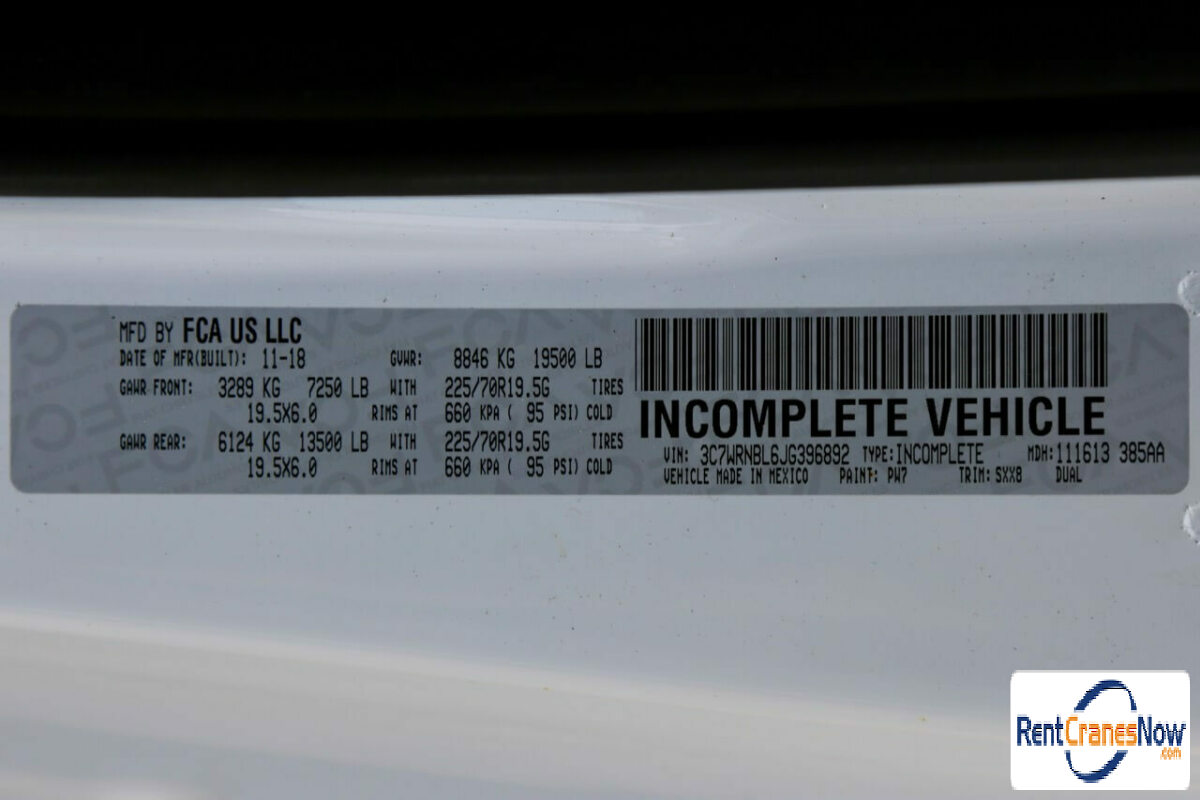 MFD BY FCA US LLC
DATE OF MFR(BUILT): 11-18 GVWR: 8846 KG 19500 LB
GAWR FRONT: 3289 KG 7250 LB WITH 225/70R19.5G TIRES
19.5X6.0 RIMS AT 660 KPA ( 95 PSI) COLD
GAWR REAR: 6124 KG 13500 LB WITH 225/70R19.5G TIRES
19.5X6.0 RIMS AT 660 KPA ( 95 PSI) COLD
INCOMPLETE VEHICLE
VIN: 3C7WRNBL6JG396892 TYPE: INCOMPLETE MDH: 111613 385AA
VEHICLE MADE IN MEXICO PAINT: PW7 TRIM: SXX8 DUAL
RentCranesNow
.com